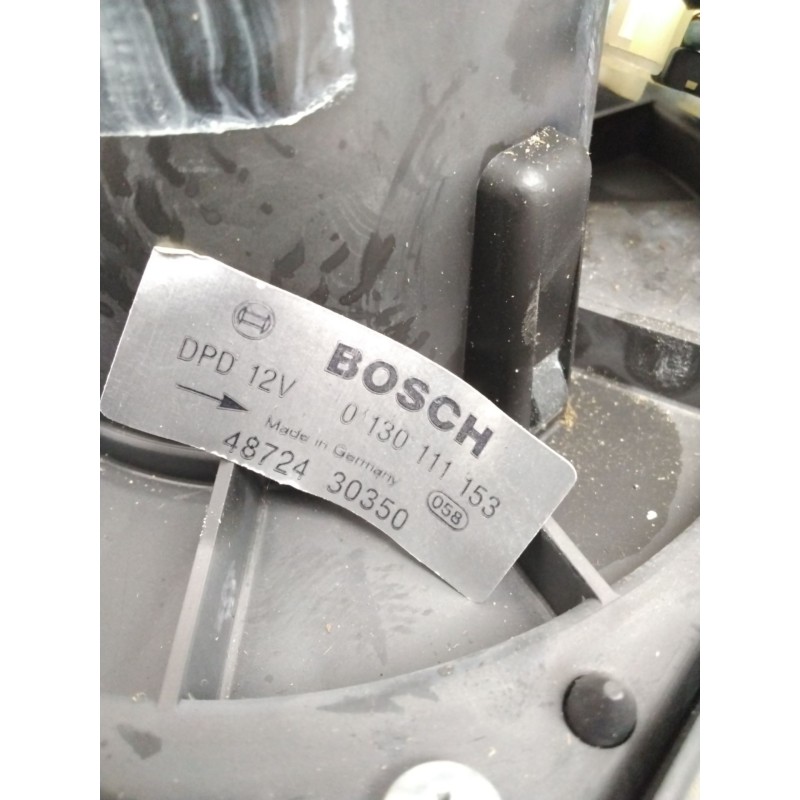 BOSCH
DPD 12V 0 130 111 153
Made in Germany
48724 30350 058